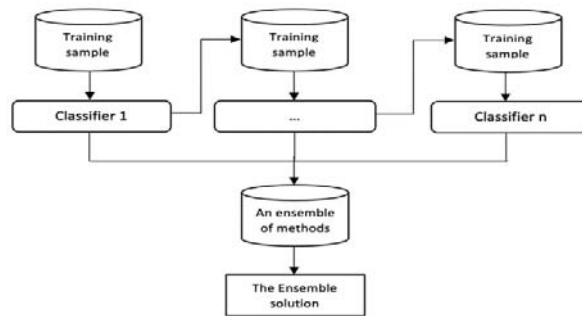 Training
sample
Training
sample
Training
sample
Classifier 1
...
Classifier n
An ensemble
of methods
The Ensemble
solution